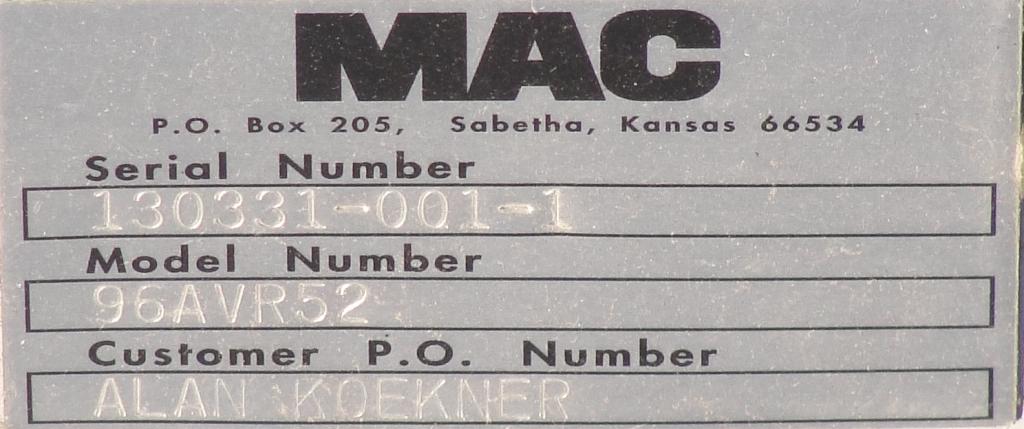 MAC
P.O. Box 205, Sabetha, Kansas 66534
Serial Number
130331-001-1
Model Number
96AVR52
Customer P.O. Number
ALAN KOEKNER